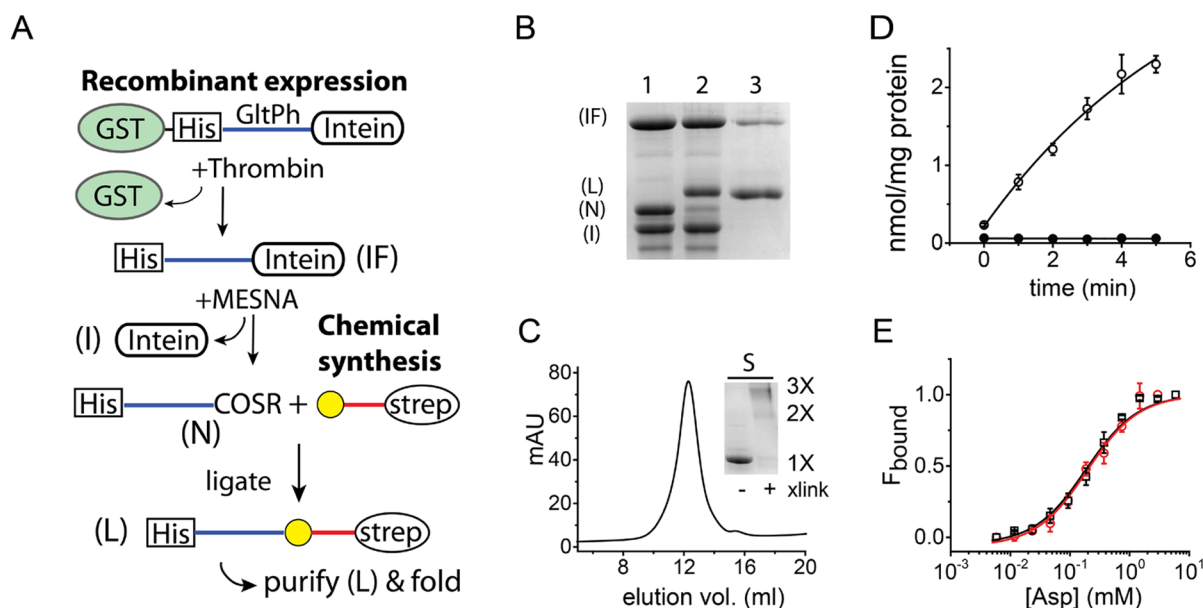 A
Recombinant expression
GST
His
GltPh
Intein
+Thrombin
GST
His
Intein
(IF)
+MESNA
(I)
Intein
Chemical
synthesis
His
COSR
+
strep
(N)
ligate
(L)
His
strep
purify (L) & fold
B
1 2 3
(IF)
(L)
(N)
(I)
C
mAU
80
60
40
20
0
8 12 16 20
elution vol. (ml)
S
3X
2X
1X
- + xlink
D
nmol/mg protein
2
1
0
0 2 4 6
time (min)
E
Fbound
1.0
0.5
0.0
10-3 10-2 10-1 100 101
[Asp] (mM)